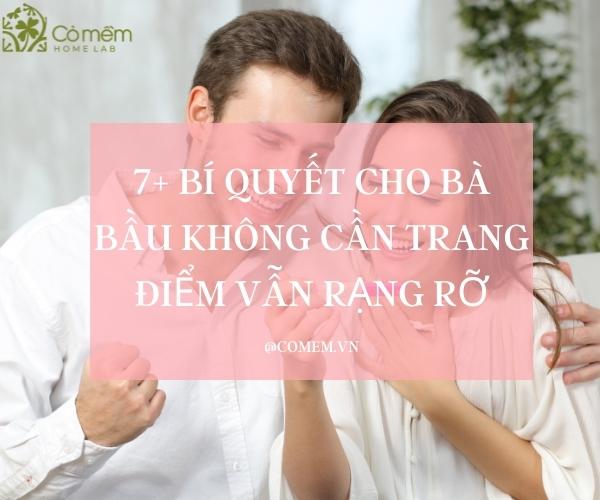 Cỏ mềm
HOME LAB
7+ BÍ QUYẾT CHO BÀ
BẦU KHÔNG CẦN TRANG
ĐIỂM VẪN RẠNG RỠ
@COMEM.VN